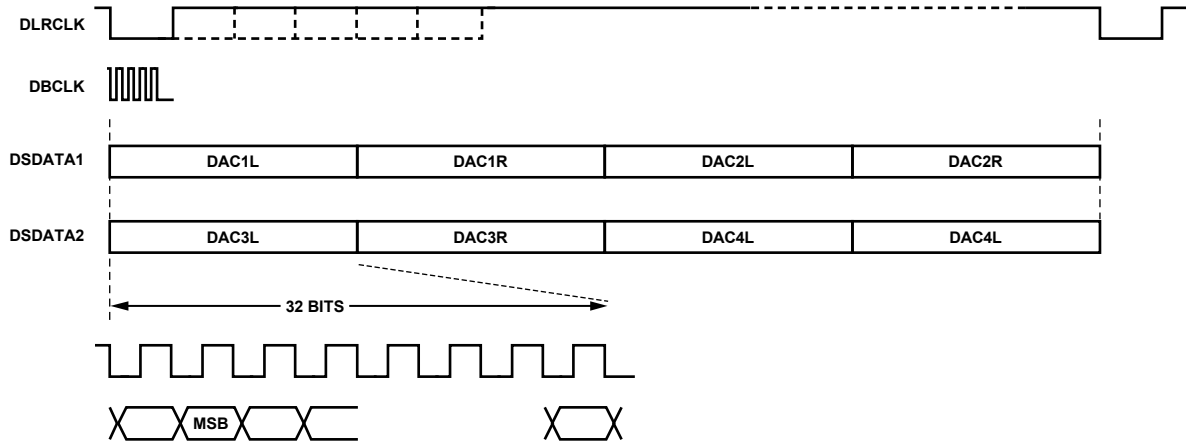 DLRCLK
DBCLK
DSDATA1 DAC1L DAC1R DAC2L DAC2R
DSDATA2 DAC3L DAC3R DAC4L DAC4L
32 BITS
MSB